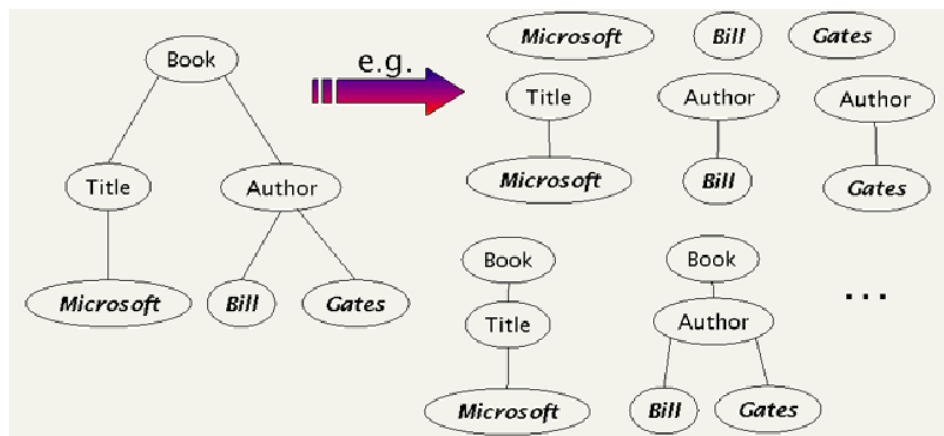 Book
Title Author
Microsoft Bill Gates
e.g.
Microsoft Bill Gates
Title Author Author
Microsoft Bill Gates
Book Book
Title Author
Microsoft Bill Gates
...